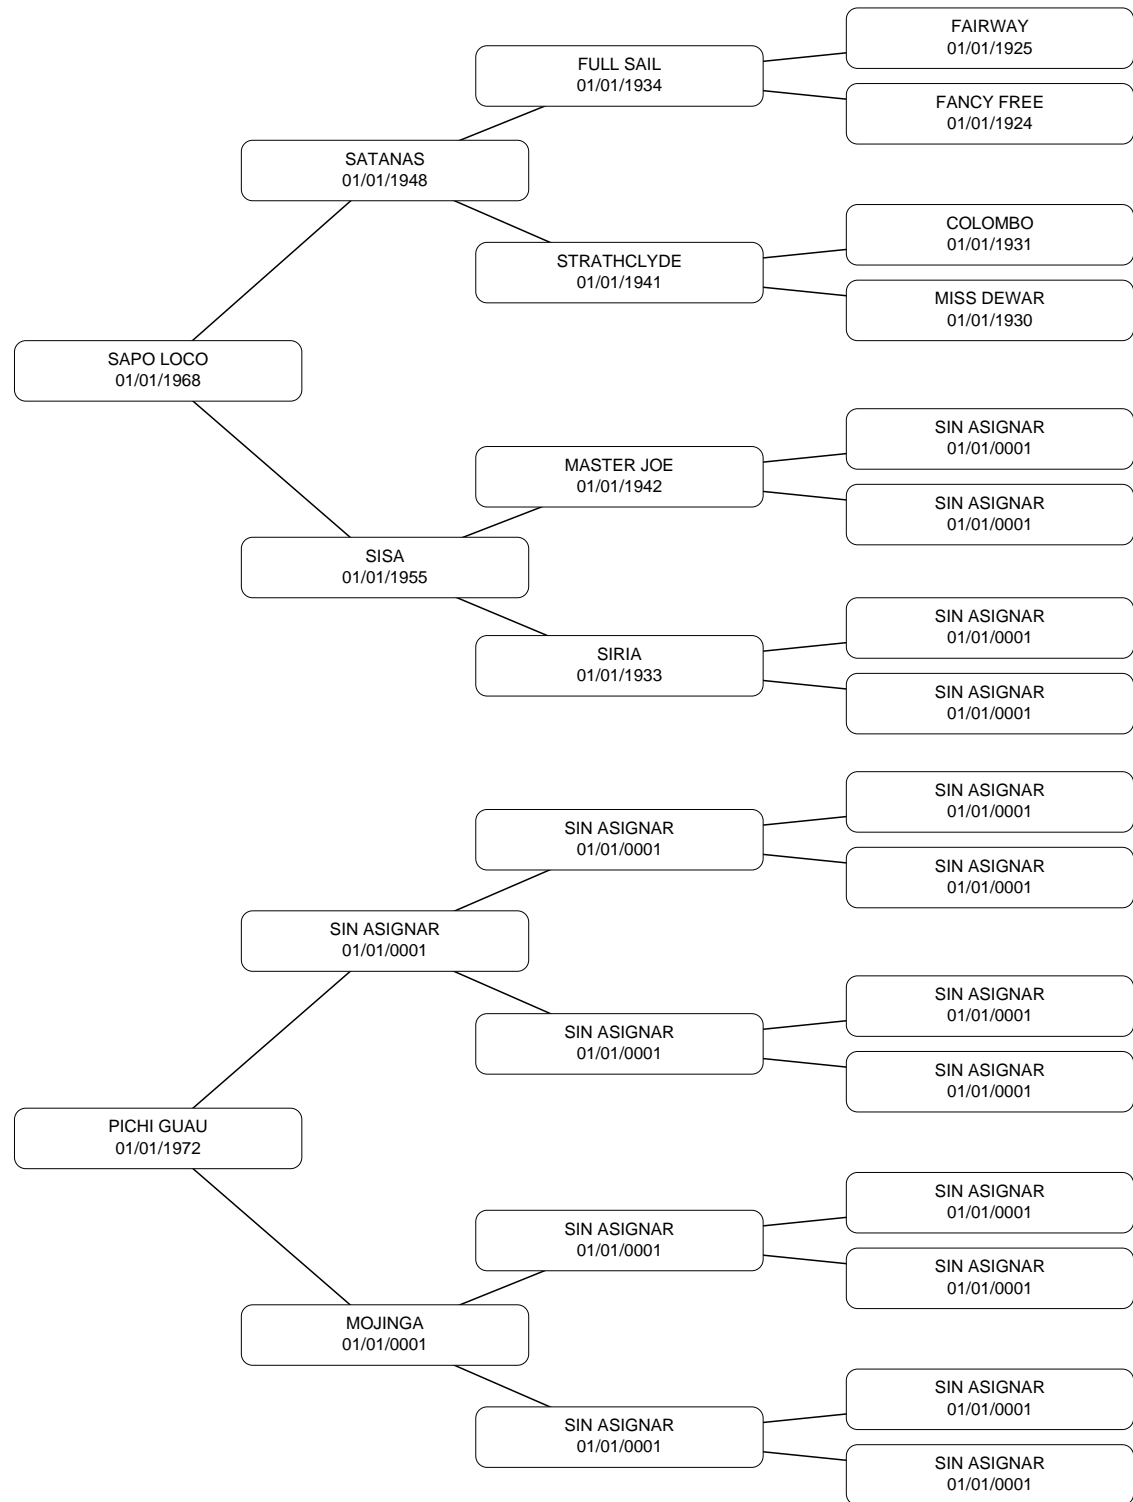 FAIRWAY
01/01/1925
FULL SAIL
01/01/1934
FANCY FREE
01/01/1924
SATANAS
01/01/1948
COLOMBO
01/01/1931
STRATHCLYDE
01/01/1941
MISS DEWAR
01/01/1930
SAPO LOCO
01/01/1968
SIN ASIGNAR
01/01/0001
MASTER JOE
01/01/1942
SIN ASIGNAR
01/01/0001
SISA
01/01/1955
SIN ASIGNAR
01/01/0001
SIRIA
01/01/1933
SIN ASIGNAR
01/01/0001
SIN ASIGNAR
01/01/0001
SIN ASIGNAR
01/01/0001
SIN ASIGNAR
01/01/0001
SIN ASIGNAR
01/01/0001
SIN ASIGNAR
01/01/0001
SIN ASIGNAR
01/01/0001
SIN ASIGNAR
01/01/0001
PICHI GUAU
01/01/1972
SIN ASIGNAR
01/01/0001
SIN ASIGNAR
01/01/0001
SIN ASIGNAR
01/01/0001
MOJINGA
01/01/0001
SIN ASIGNAR
01/01/0001
SIN ASIGNAR
01/01/0001
SIN ASIGNAR
01/01/0001